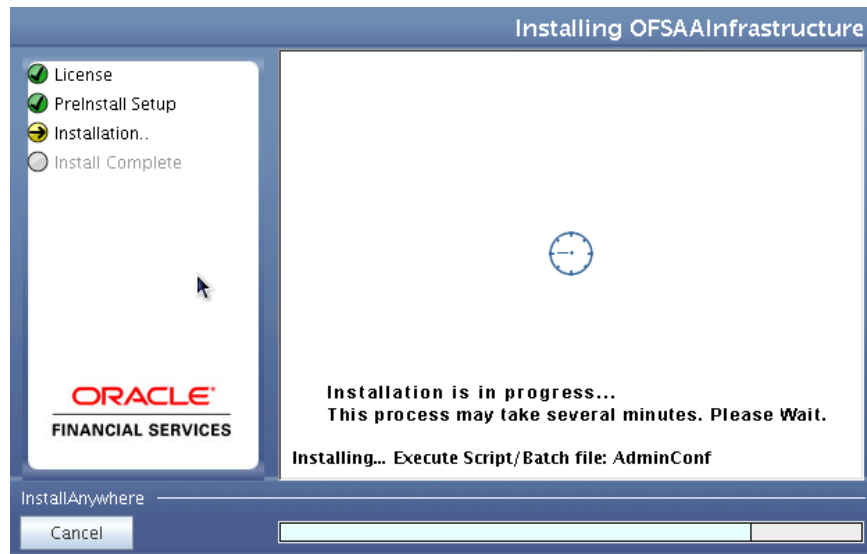 Installing OFSAAInfrastructure
License
PreInstall Setup
Installation..
Install Complete
ORACLE
FINANCIAL SERVICES
Installation is in progress...
This process may take several minutes. Please Wait.
Installing... Execute Script/Batch file: AdminConf
InstallAnywhere
Cancel